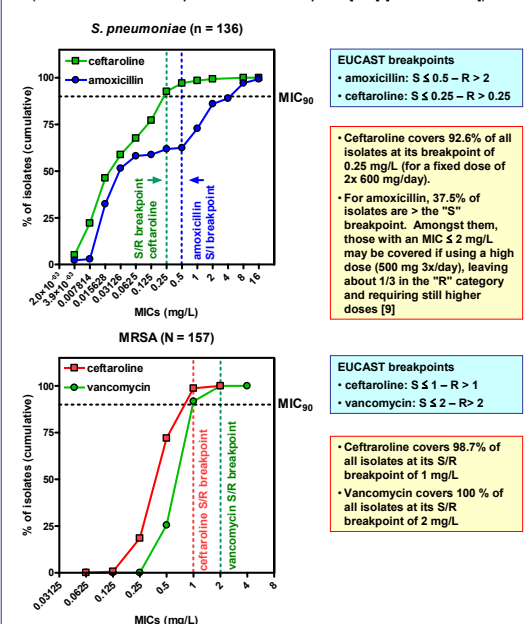 S. pneumoniae (n = 136)
ceftaroline
amoxicillin
100
75
50
25
0
% of isolates (cumulative)
MIC90
S/R breakpoint
ceftaroline
amoxicillin
S/I breakpoint
2.0×10-03
3.9×10-03
0.007814
0.015628
0.03126
0.0625
0.125
0.25
0.5
1
2
4
8
16
MICs (mg/L)
EUCAST breakpoints
• amoxicillin: S ≤ 0.5 – R > 2
• ceftaroline: S ≤ 0.25 – R > 0.25
• Ceftaroline covers 92.6% of all
isolates at its breakpoint of
0.25 mg/L (for a fixed dose of
2x 600 mg/day).
• For amoxicillin, 37.5% of
isolates are > the "S"
breakpoint. Amongst them,
those with an MIC ≤ 2 mg/L
may be covered if using a high
dose (500 mg 3x/day), leaving
about 1/3 in the "R" category
and requiring still higher
doses [9]
MRSA (N = 157)
ceftaroline
vancomycin
100
75
50
25
0
% of isolates (cumulative)
MIC90
ceftaroline S/R breakpoint
vancomycin S/R breakpoint
0.03125
0.0625
0.125
0.25
0.5
1
2
4
8
MICs (mg/L)
EUCAST breakpoints
• ceftaroline: S ≤ 1 – R > 1
• vancomycin: S ≤ 2 – R> 2
• Ceftraroline covers 98.7% of
all isolates at its S/R
breakpoint of 1 mg/L
• Vancomycin covers 100 % of
all isolates at its S/R
breakpoint of 2 mg/L